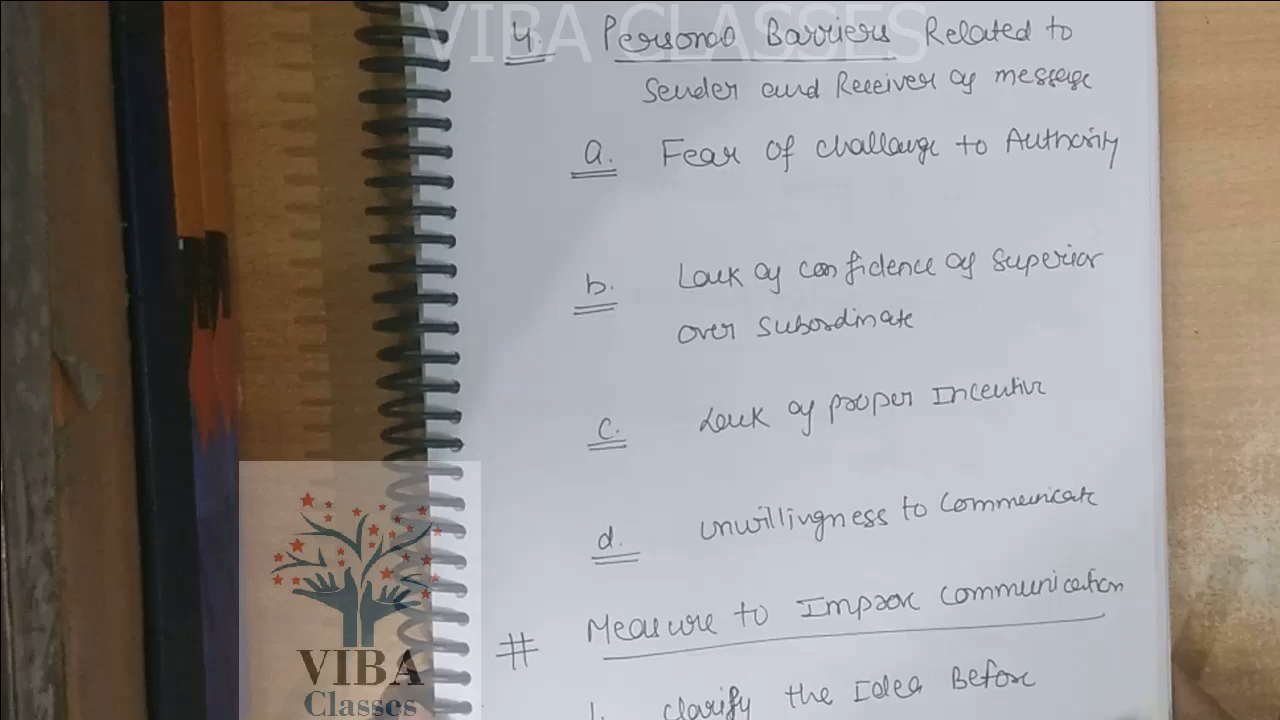 VIBA CLASSES
4 Personal Barriers Related to
Sender and Receiver of message
a. Fear of challange to Authority
b. Lack of confidence of superior
over subordinate
c. Lack of proper Incentive
d. unwillingness to communicate
# Measure to Improve communication
1. clarify the Idea Before
VIBA
Classes